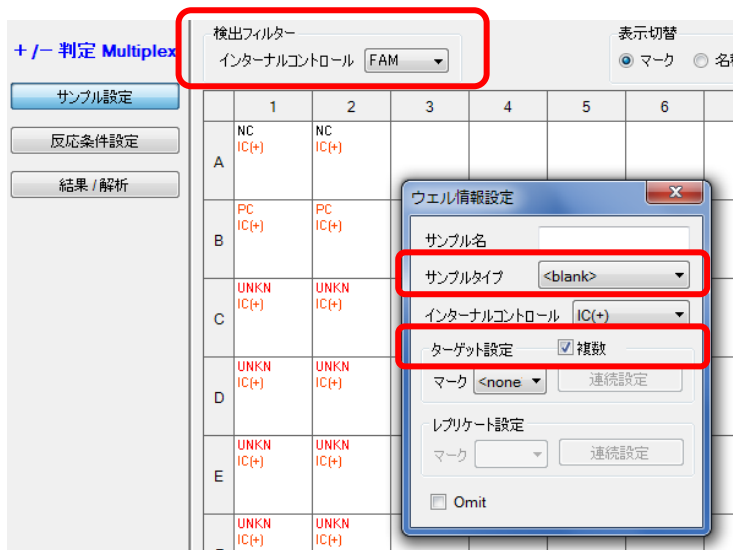 +/− 判定 Multiplex
サンプル設定
反応条件設定
結果 / 解析
検出フィルター
インターナルコントロール FAM
表示切替
マーク 名称
1 2 3 4 5 6
A
NC NC
IC(+) IC(+)
B
PC PC
IC(+) IC(+)
C
UNKN UNKN
IC(+) IC(+)
D
UNKN UNKN
IC(+) IC(+)
E
UNKN UNKN
IC(+) IC(+)
UNKN UNKN
IC(+) IC(+)
ウェル情報設定
サンプル名
サンプルタイプ <blank>
インターナルコントロール IC(+)
ターゲット設定 複数
マーク <none 連続設定
レプリケート設定
マーク 連続設定
Omit